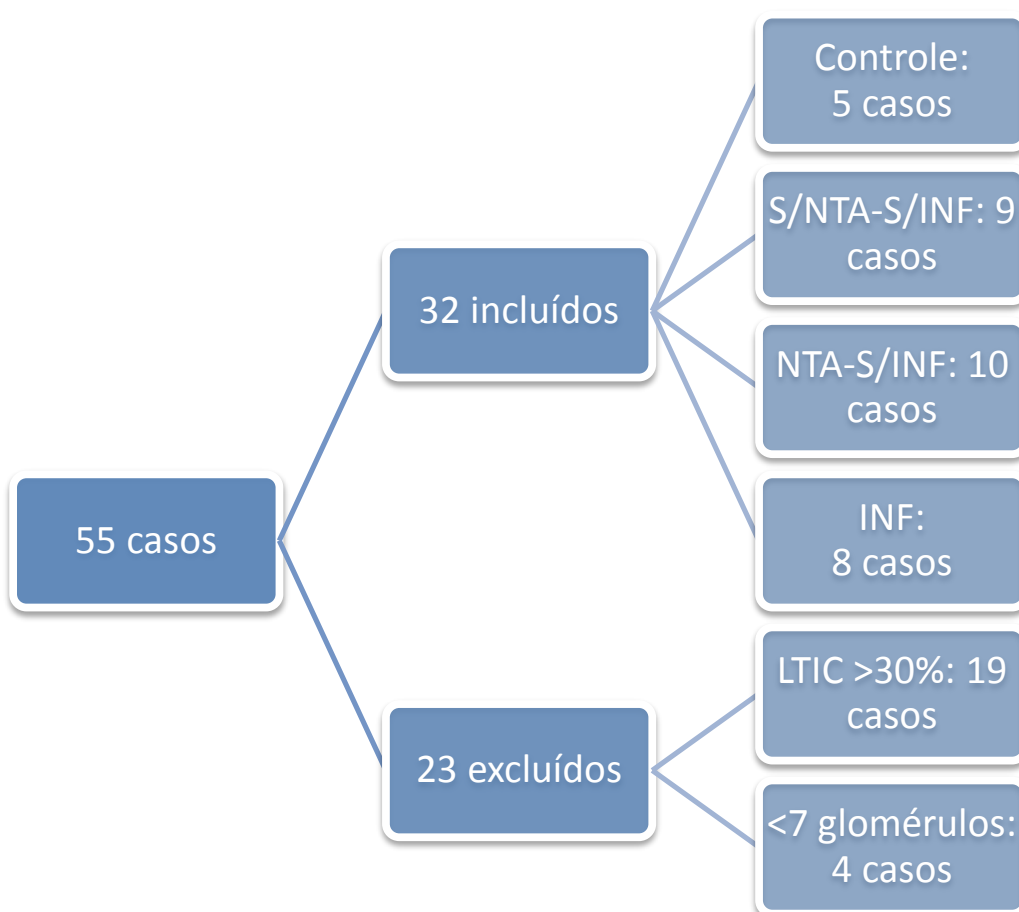 55 casos
32 incluídos
Controle:
5 casos
S/NTA-S/INF: 9
casos
NTA-S/INF: 10
casos
INF:
8 casos
23 excluídos
LTIC >30%: 19
casos
<7 glomérulos:
4 casos